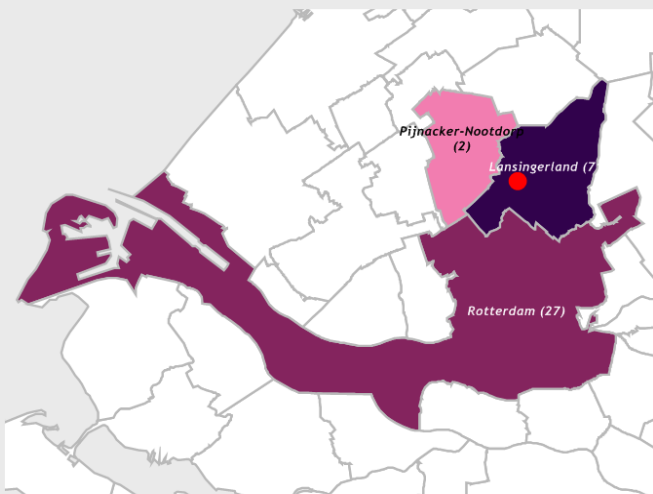 Pijnacker-Nootdorp
(2)
Lansingerland (7
Rotterdam (27)